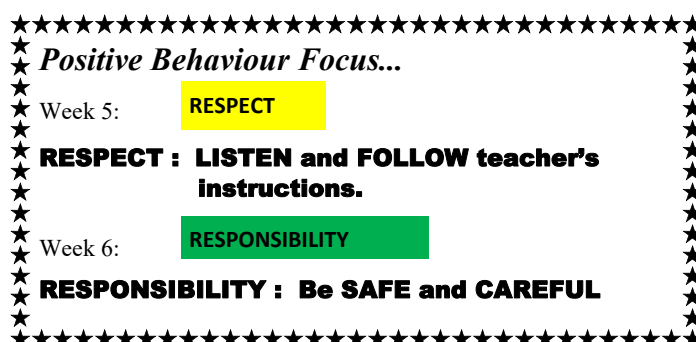 Positive Behaviour Focus...
Week 5: RESPECT
RESPECT : LISTEN and FOLLOW teacher’s
instructions.
Week 6: RESPONSIBILITY
RESPONSIBILITY : Be SAFE and CAREFUL